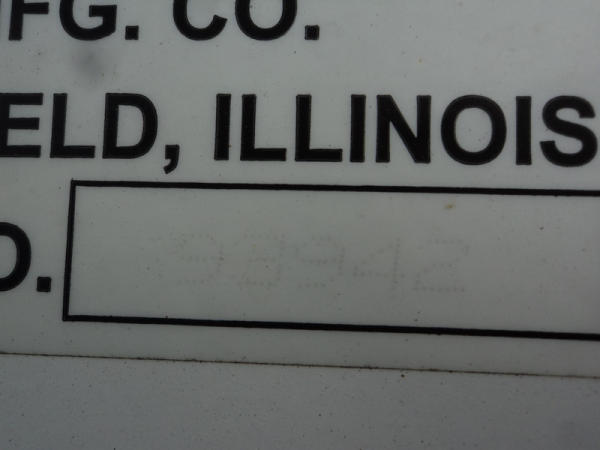 FG. CO.
ELD, ILLINOIS
O.